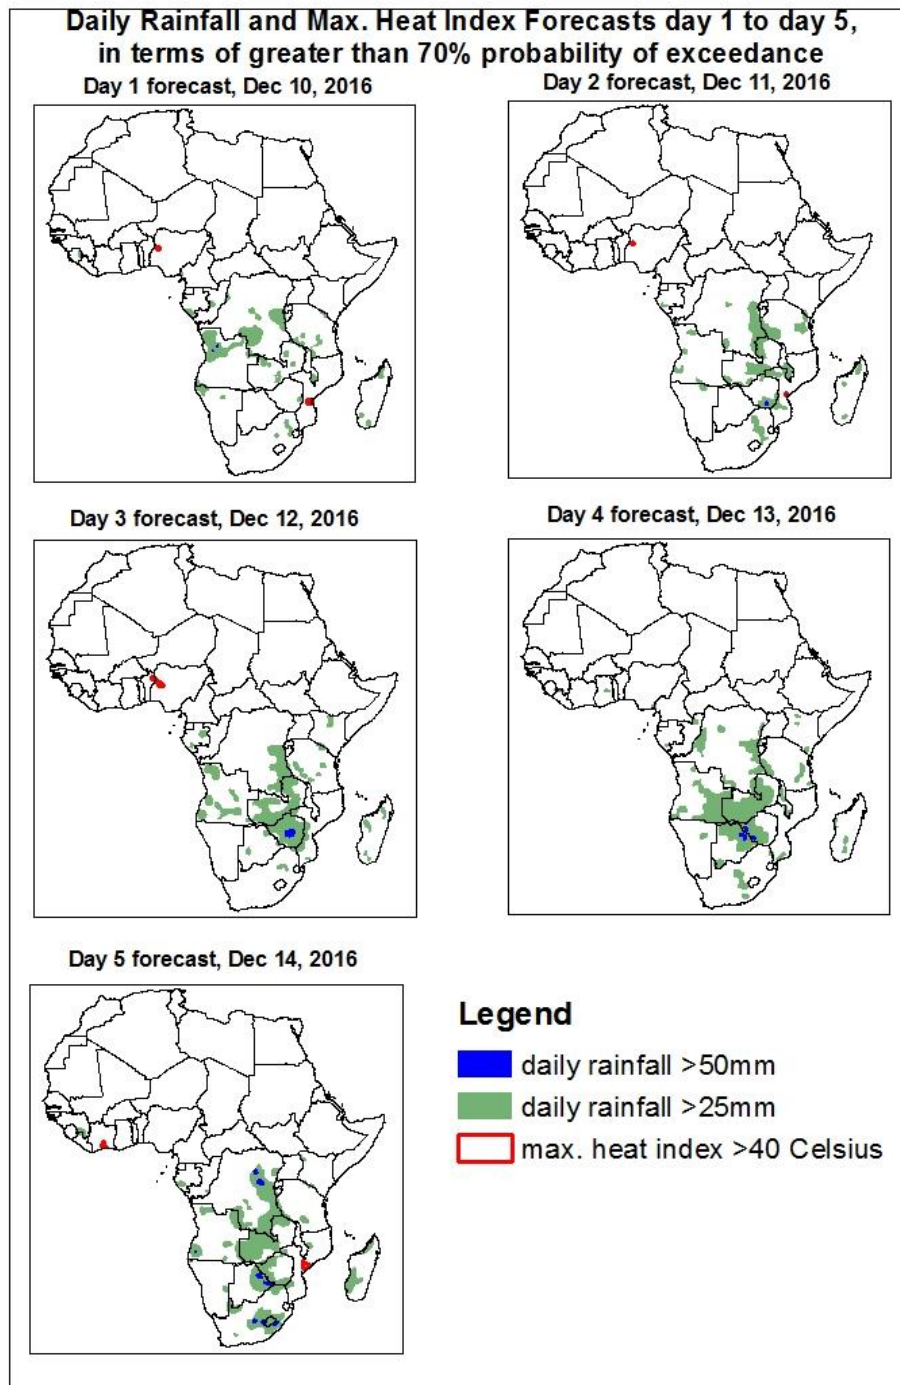 Daily Rainfall and Max. Heat Index Forecasts day 1 to day 5,
in terms of greater than 70% probability of exceedance
Day 1 forecast, Dec 10, 2016
Day 2 forecast, Dec 11, 2016
Day 3 forecast, Dec 12, 2016
Day 4 forecast, Dec 13, 2016
Day 5 forecast, Dec 14, 2016
Legend
daily rainfall >50mm
daily rainfall >25mm
max. heat index >40 Celsius